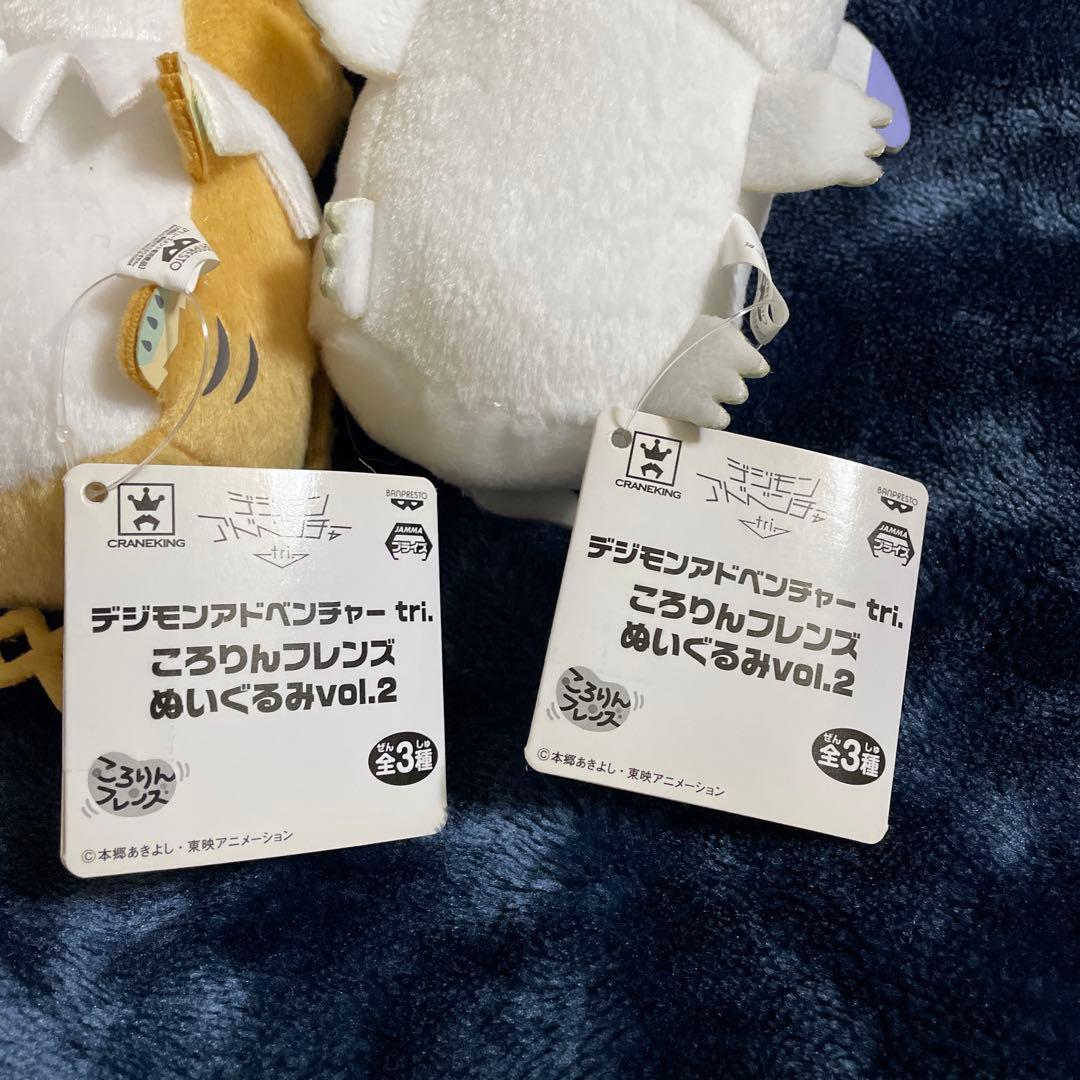 BANPRESTO
CRANEKING
デジモン
アドベンチャー
tri.
BANPRESTO
JAMMA
プライズ
デジモンアドベンチャー tri.
ころりんフレンズ
ぬいぐるみvol.2
ころりん
フレンズ
ぜん しゅ
全3種
©本郷あきよし・東映アニメーション
CRANEKING
デジモン
アドベンチャー
tri.
BANPRESTO
JAMMA
プライズ
デジモンアドベンチャー tri.
ころりんフレンズ
ぬいぐるみvol.2
ころりん
フレンズ
ぜん しゅ
全3種
©本郷あきよし・東映アニメーション